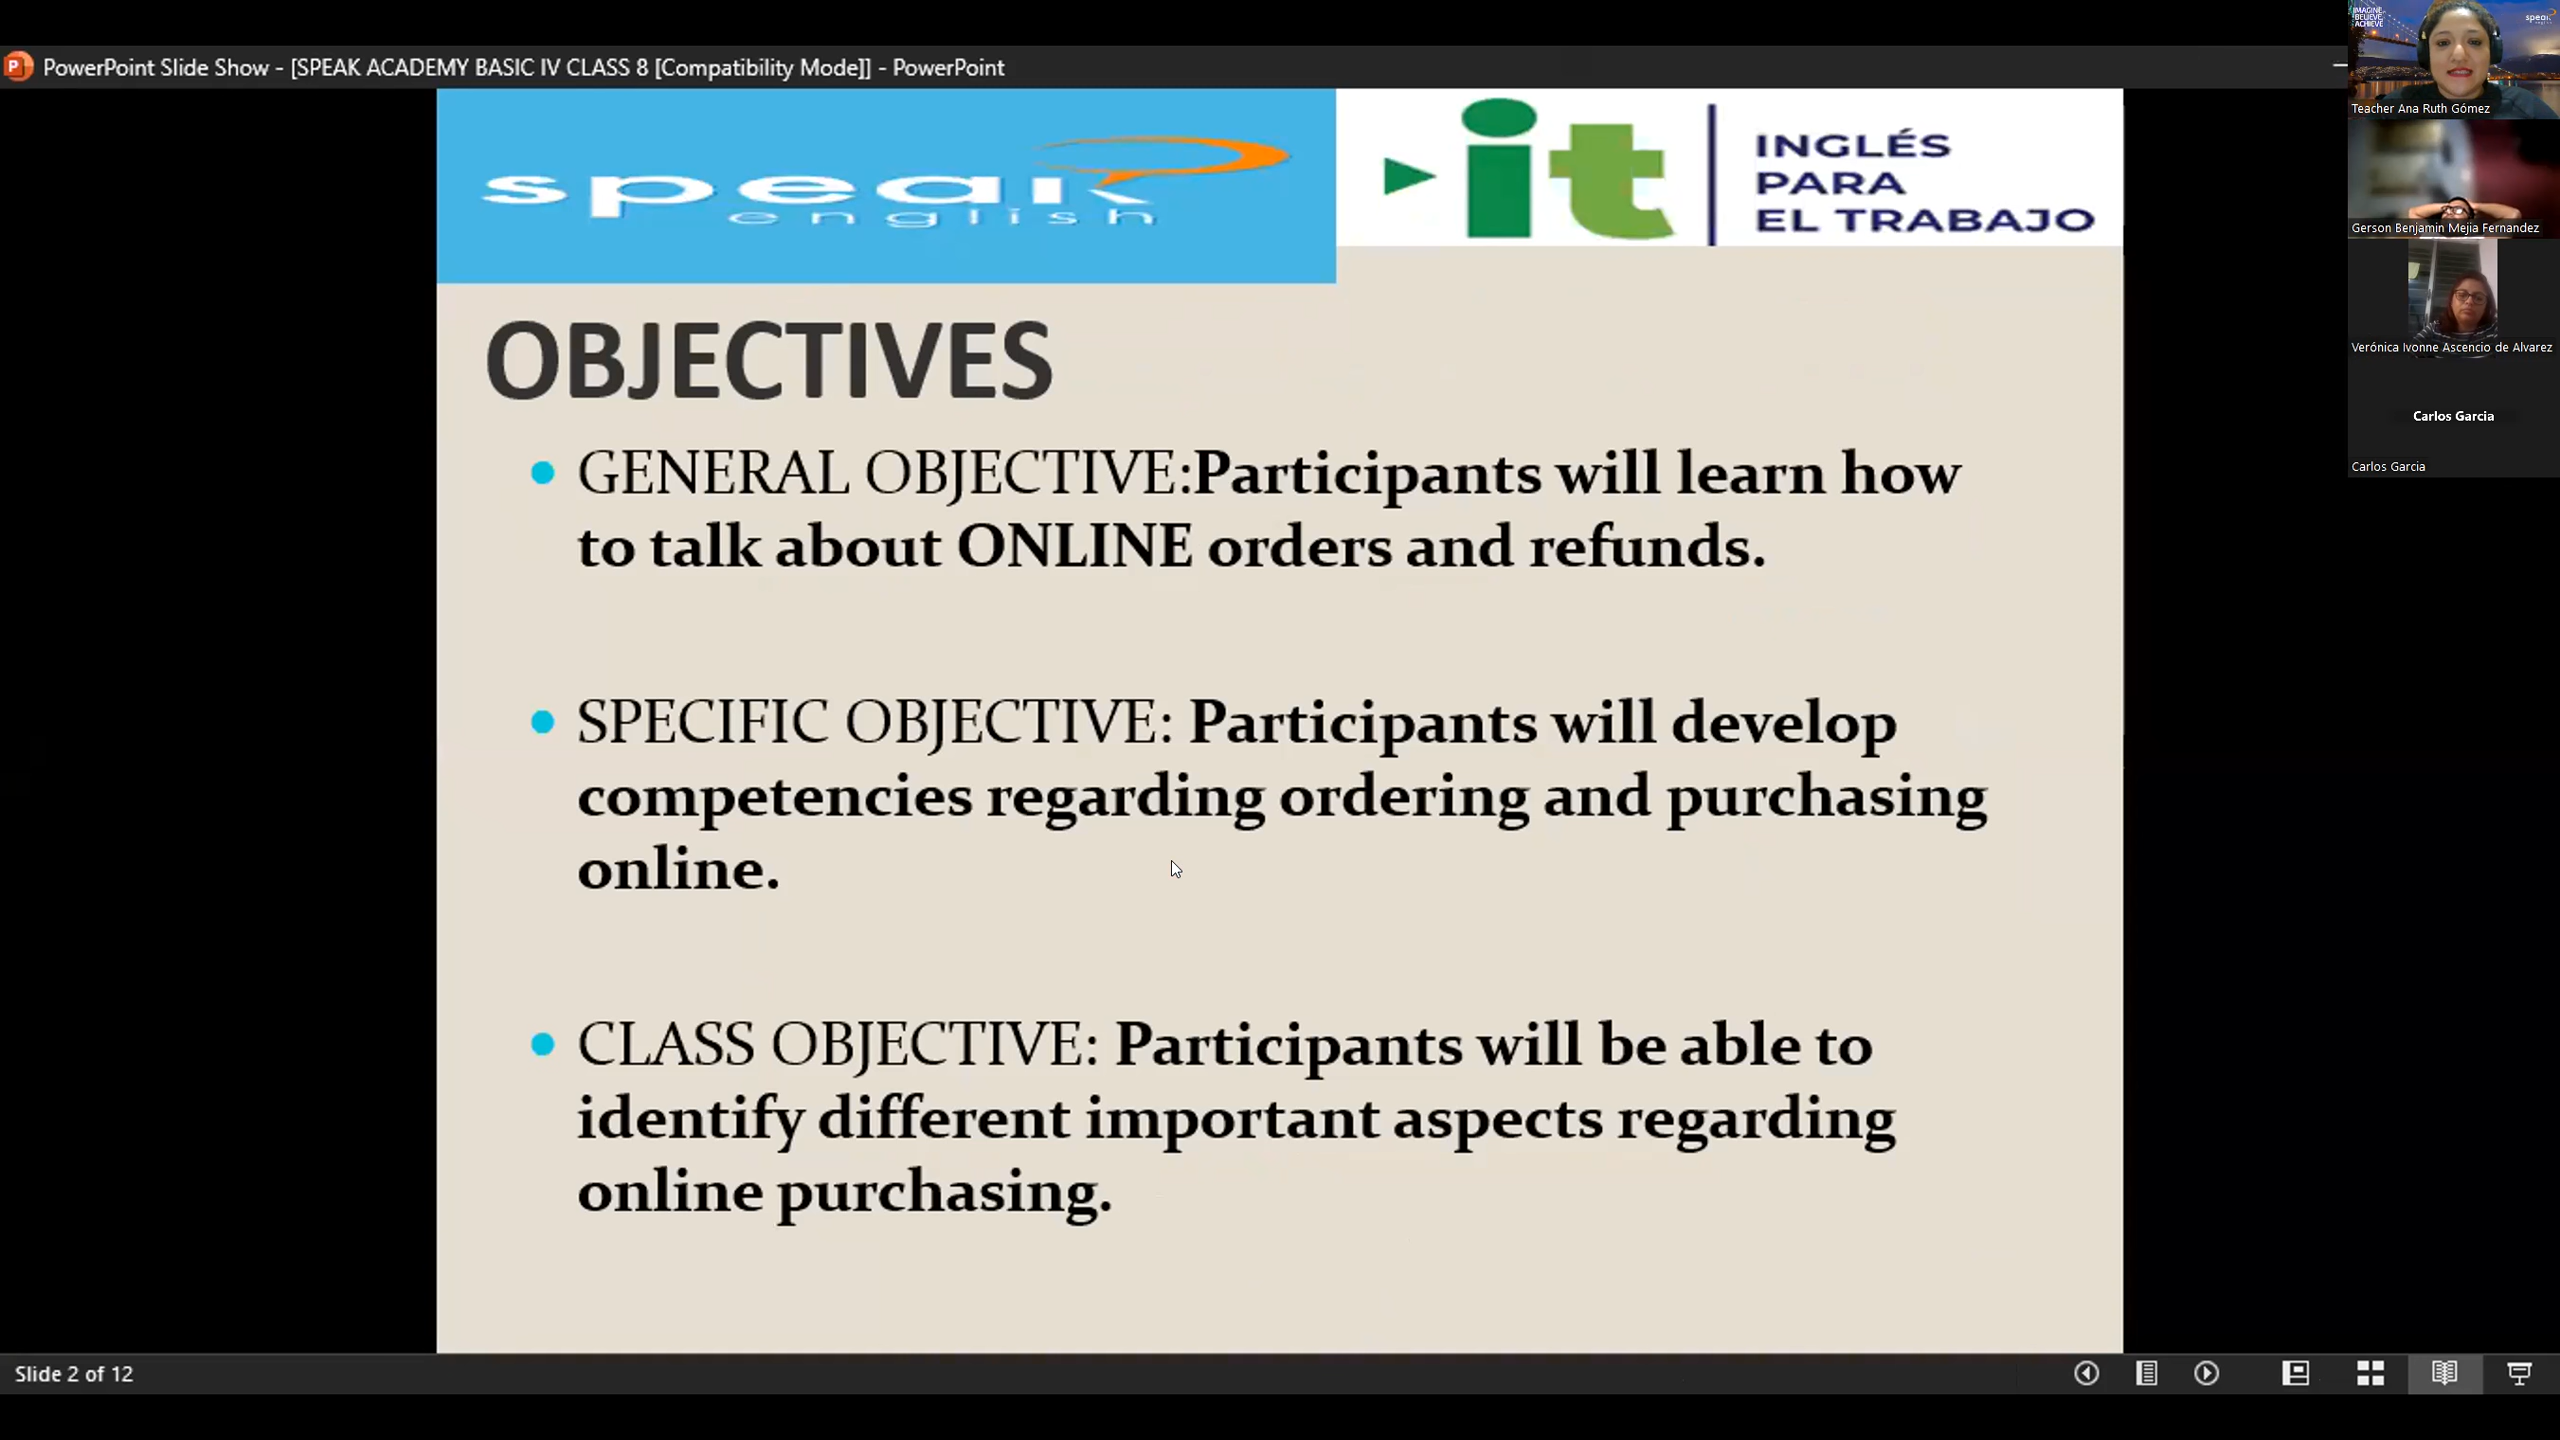 PowerPoint Slide Show - [SPEAK ACADEMY BASIC IV CLASS 8 [Compatibility Mode]] - PowerPoint
speak
english
it
INGLÉS
PARA
EL TRABAJO
OBJECTIVES
GENERAL OBJECTIVE:Participants will learn how
to talk about ONLINE orders and refunds.
SPECIFIC OBJECTIVE: Participants will develop
competencies regarding ordering and purchasing
online.
CLASS OBJECTIVE: Participants will be able to
identify different important aspects regarding
online purchasing.
Slide 2 of 12
IMAGINE
BELIEVE
ACHIEVE
speak
Teacher Ana Ruth Gómez
Gerson Benjamin Mejia Fernandez
Verónica Ivonne Ascencio de Alvarez
Carlos Garcia
Carlos Garcia